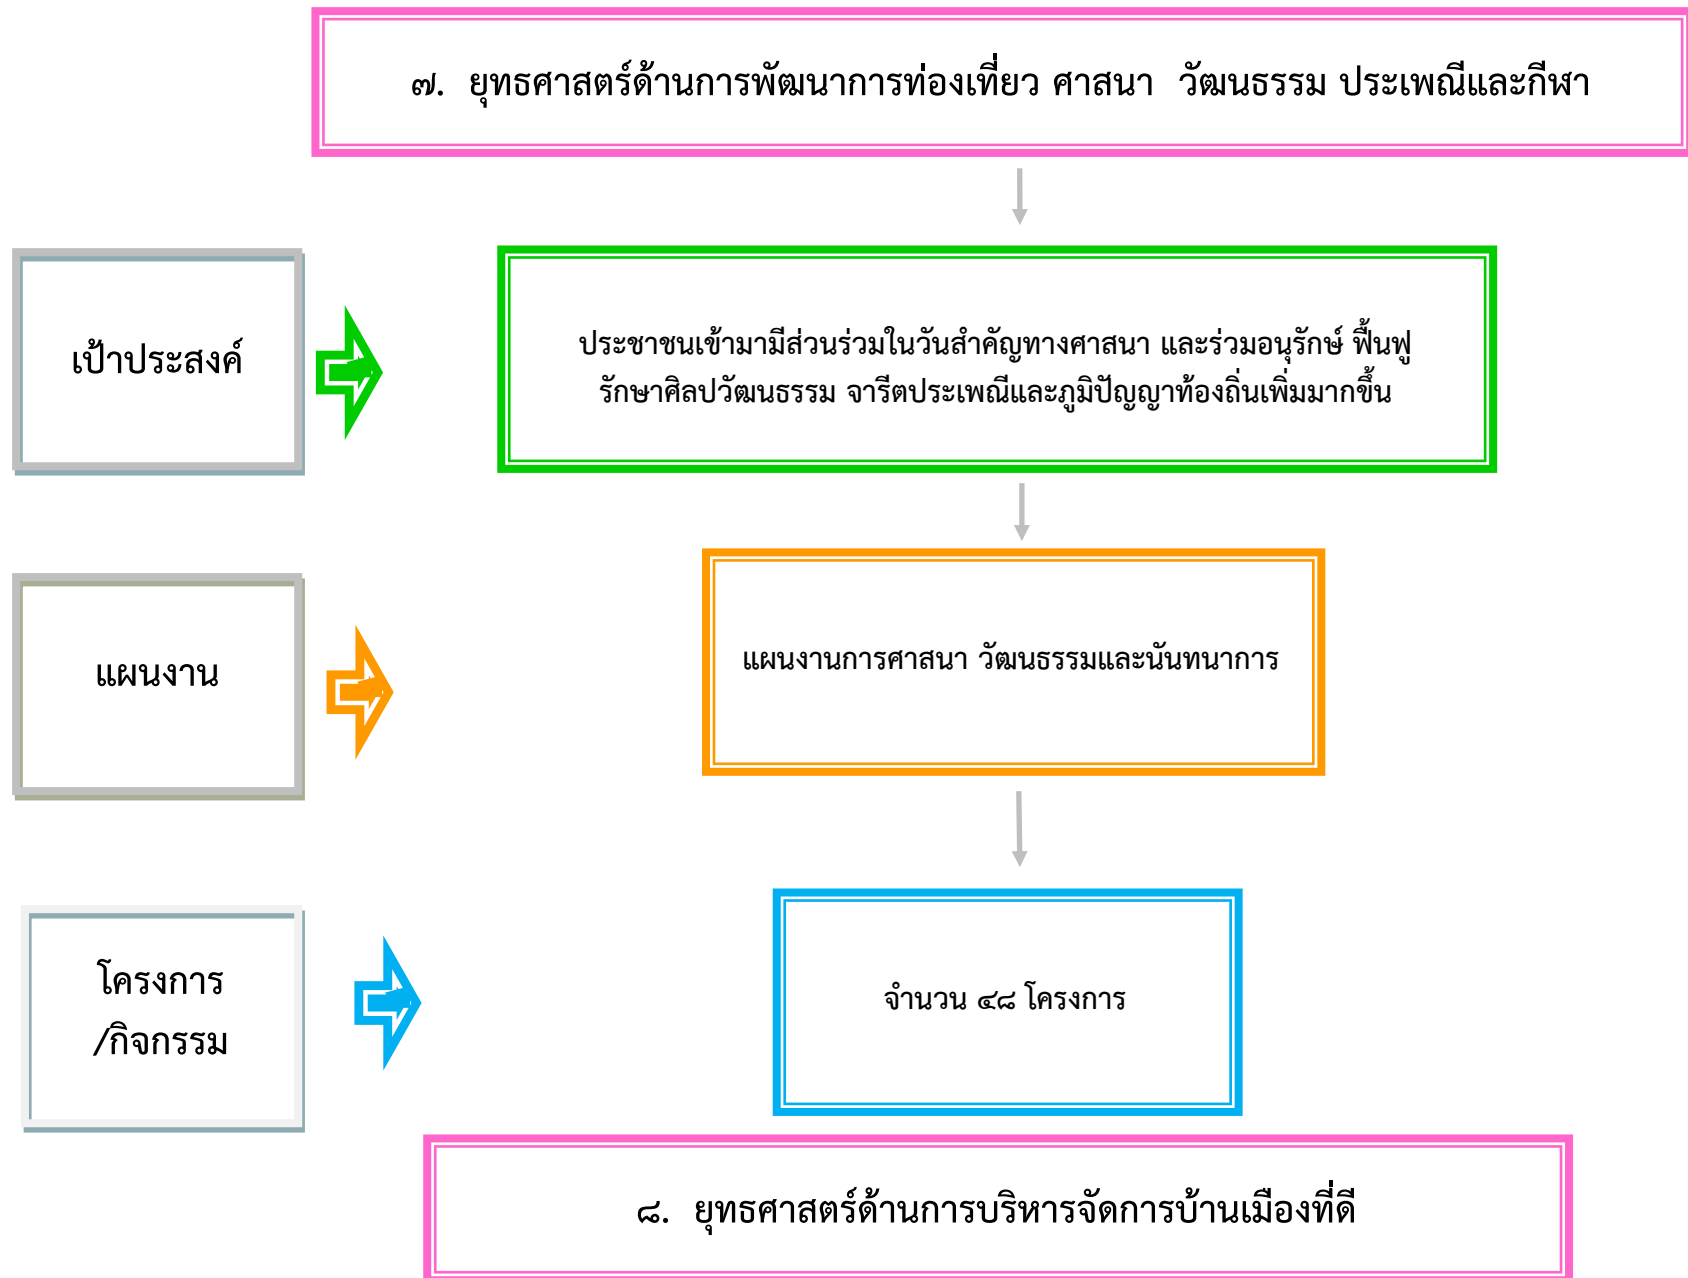 ๗. ยุทธศาสตร์ด้านการพัฒนาการท่องเที่ยว ศาสนา วัฒนธรรม ประเพณีและกีฬา
เป้าประสงค์
ประชาชนเข้ามามีส่วนร่วมในวันสำคัญทางศาสนา และร่วมอนุรักษ์ ฟื้นฟู
รักษาศิลปวัฒนธรรม จารีตประเพณีและภูมิปัญญาท้องถิ่นเพิ่มมากขึ้น
แผนงาน
แผนงานการศาสนา วัฒนธรรมและนันทนาการ
โครงการ
/กิจกรรม
จำนวน ๔๘ โครงการ
๘. ยุทธศาสตร์ด้านการบริหารจัดการบ้านเมืองที่ดี